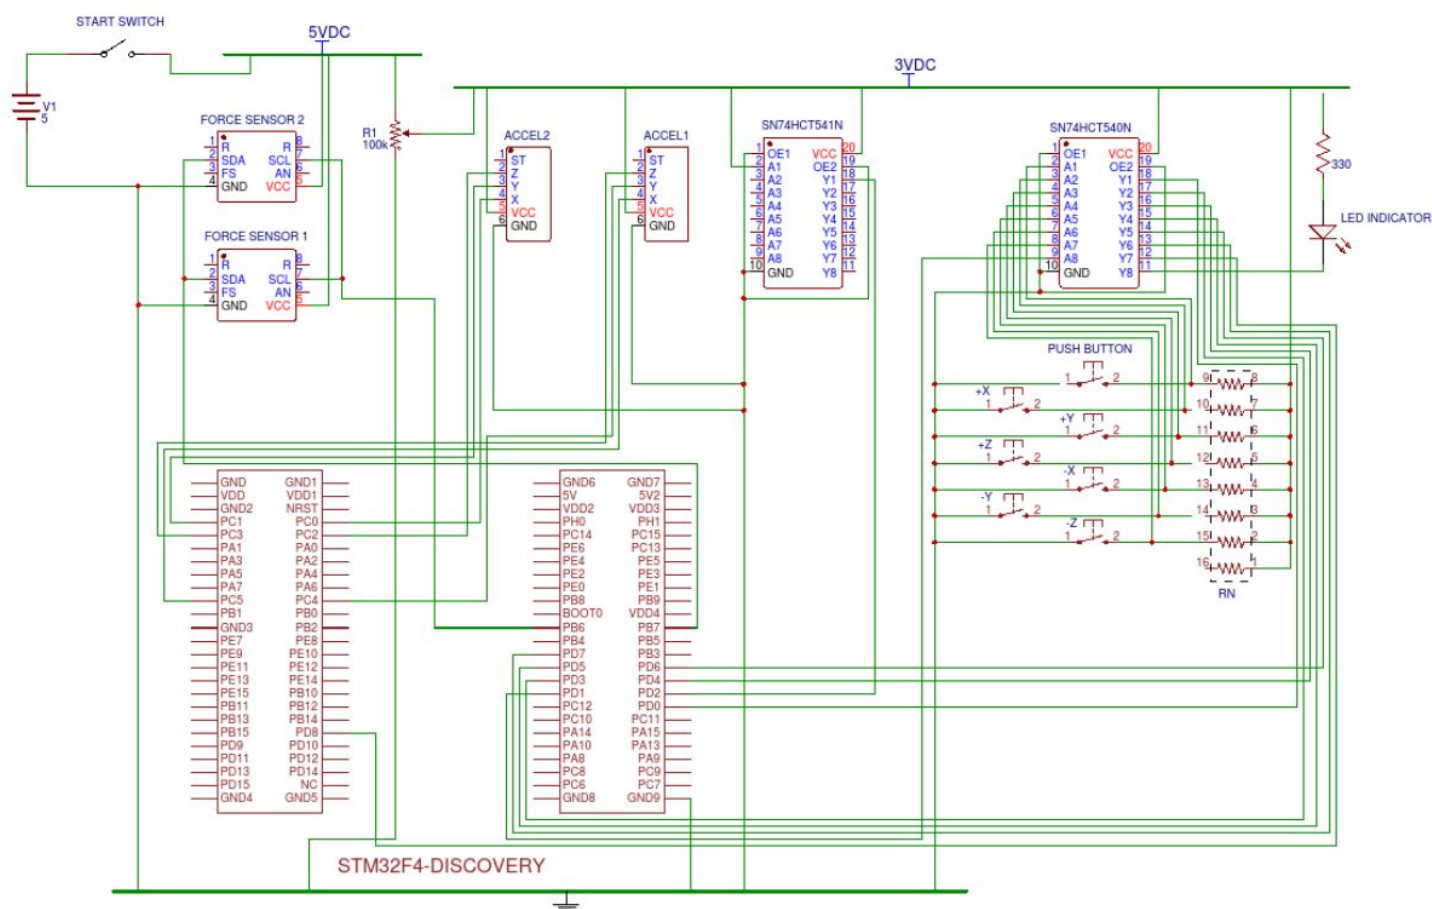 START SWITCH
5VDC
3VDC
V1
5
FORCE SENSOR 2
1 R R 8
2 SDA SCL 7
3 FS AN 6
4 GND VCC 5
FORCE SENSOR 1
1 R R 8
2 SDA SCL 7
3 FS AN 6
4 GND VCC 5
R1
100k
ACCEL2
1 ST
2 Z
3 Y
4 X
5 VCC
6 GND
ACCEL1
1 ST
2 Z
3 Y
4 X
5 VCC
6 GND
SN74HCT541N
1 OE1 VCC 20
2 A1 OE2 19
3 A2 Y1 18
4 A3 Y2 17
5 A4 Y3 16
6 A5 Y4 15
7 A6 Y5 14
8 A7 Y6 13
9 A8 Y7 12
10 GND Y8 11
SN74HCT540N
1 OE1 VCC 20
2 A1 OE2 19
3 A2 Y1 18
4 A3 Y2 17
5 A4 Y3 16
6 A5 Y4 15
7 A6 Y5 14
8 A7 Y6 13
9 A8 Y7 12
10 GND Y8 11
330
LED INDICATOR
PUSH BUTTON
1 2 9 8
+X
1 2 10 7
+Y
1 2 11 6
+Z
1 2 12 5
-X
1 2 13 4
-Y
1 2 14 3
-Z
1 2 15 2
16 1
RN
GND GND1
VDD VDD1
GND2 NRST
PC1 PC0
PC3 PC2
PA1 PA0
PA3 PA2
PA5 PA4
PA7 PA6
PC5 PC4
PB1 PB0
GND3 PB2
PE7 PE8
PE9 PE10
PE11 PE12
PE13 PE14
PE15 PB10
PB11 PB12
PB13 PB14
PB15 PD8
PD9 PD10
PD11 PD12
PD13 PD14
PD15 NC
GND4 GND5
GND6 GND7
5V 5V2
VDD2 VDD3
PH0 PH1
PC14 PC15
PE6 PC13
PE4 PE5
PE2 PE3
PE0 PE1
PB8 PB9
BOOT0 VDD4
PB6 PB7
PB4 PB5
PD7 PB3
PD5 PD6
PD3 PD4
PD1 PD2
PC12 PD0
PC10 PC11
PA14 PA15
PA10 PA13
PA8 PA9
PC8 PC9
PC6 PC7
GND8 GND9
STM32F4-DISCOVERY